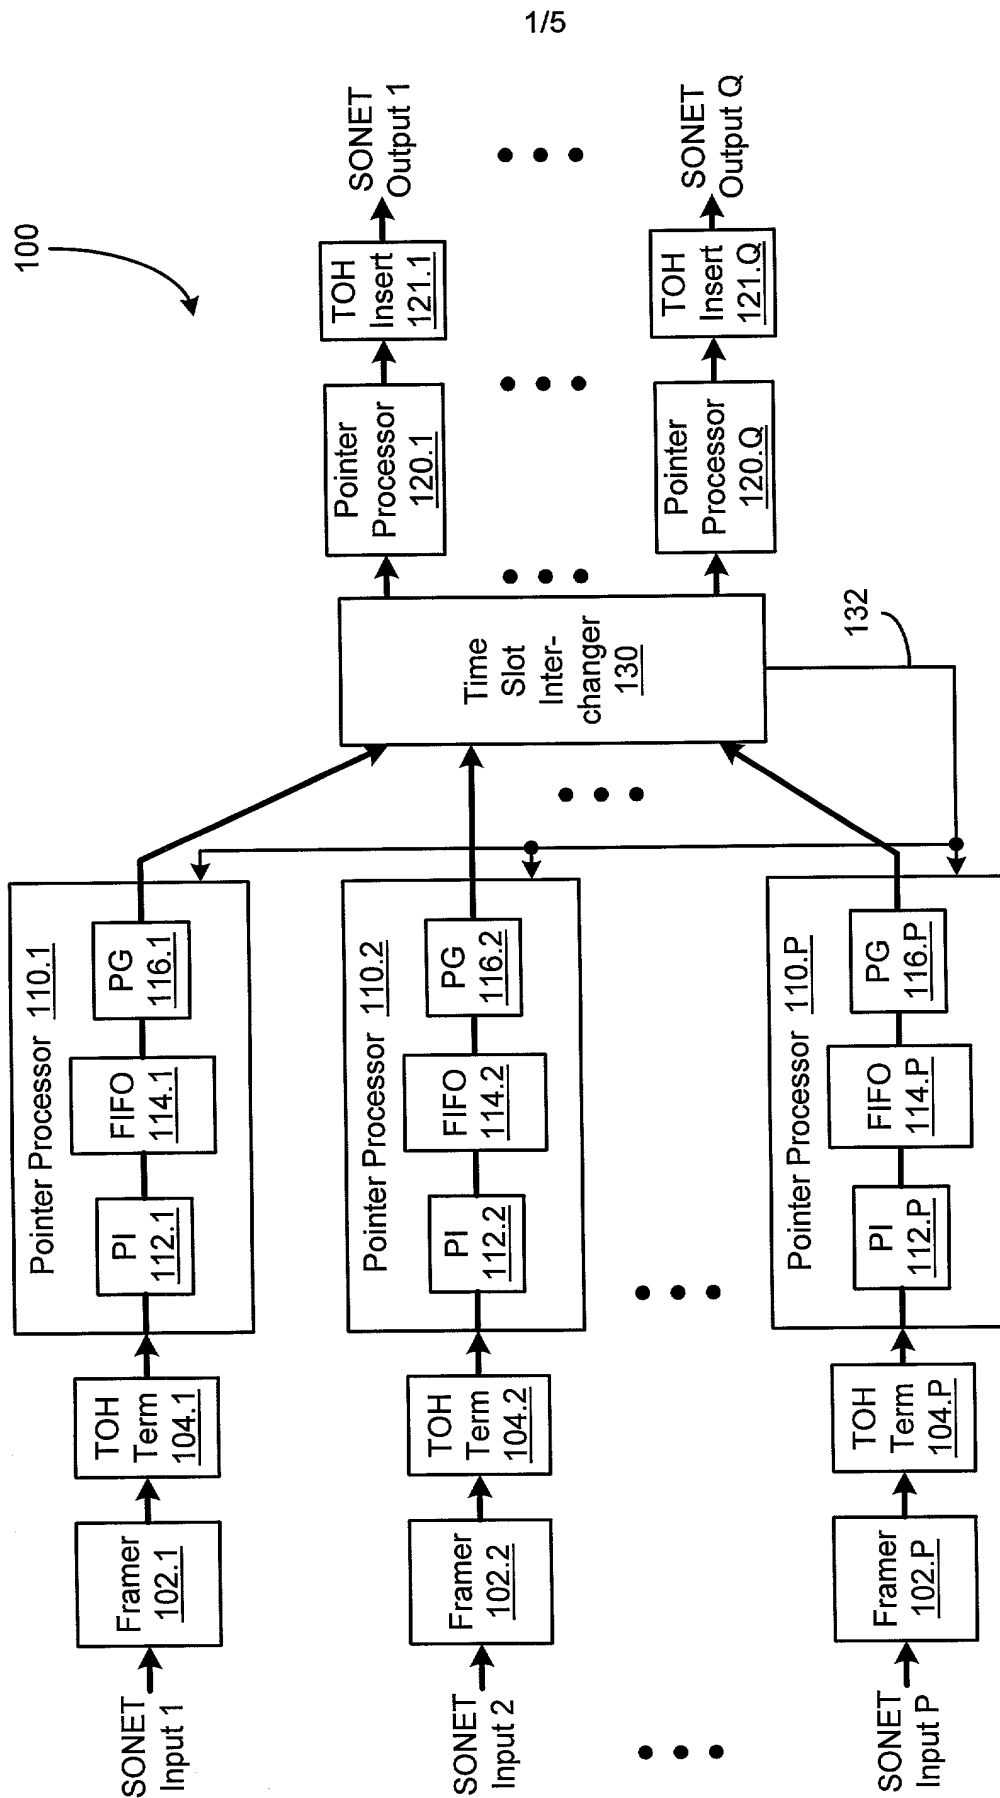 1/5
100
SONET
Input 1
Framer
102.1
TOH
Term
104.1
Pointer Processor 110.1
PI
112.1
FIFO
114.1
PG
116.1
SONET
Input 2
Framer
102.2
TOH
Term
104.2
Pointer Processor 110.2
PI
112.2
FIFO
114.2
PG
116.2
SONET
Input P
Framer
102.P
TOH
Term
104.P
Pointer Processor 110.P
PI
112.P
FIFO
114.P
PG
116.P
Time
Slot
Inter-
changer
130
132
Pointer
Processor
120.1
TOH
Insert
121.1
SONET
Output 1
Pointer
Processor
120.Q
TOH
Insert
121.Q
SONET
Output Q